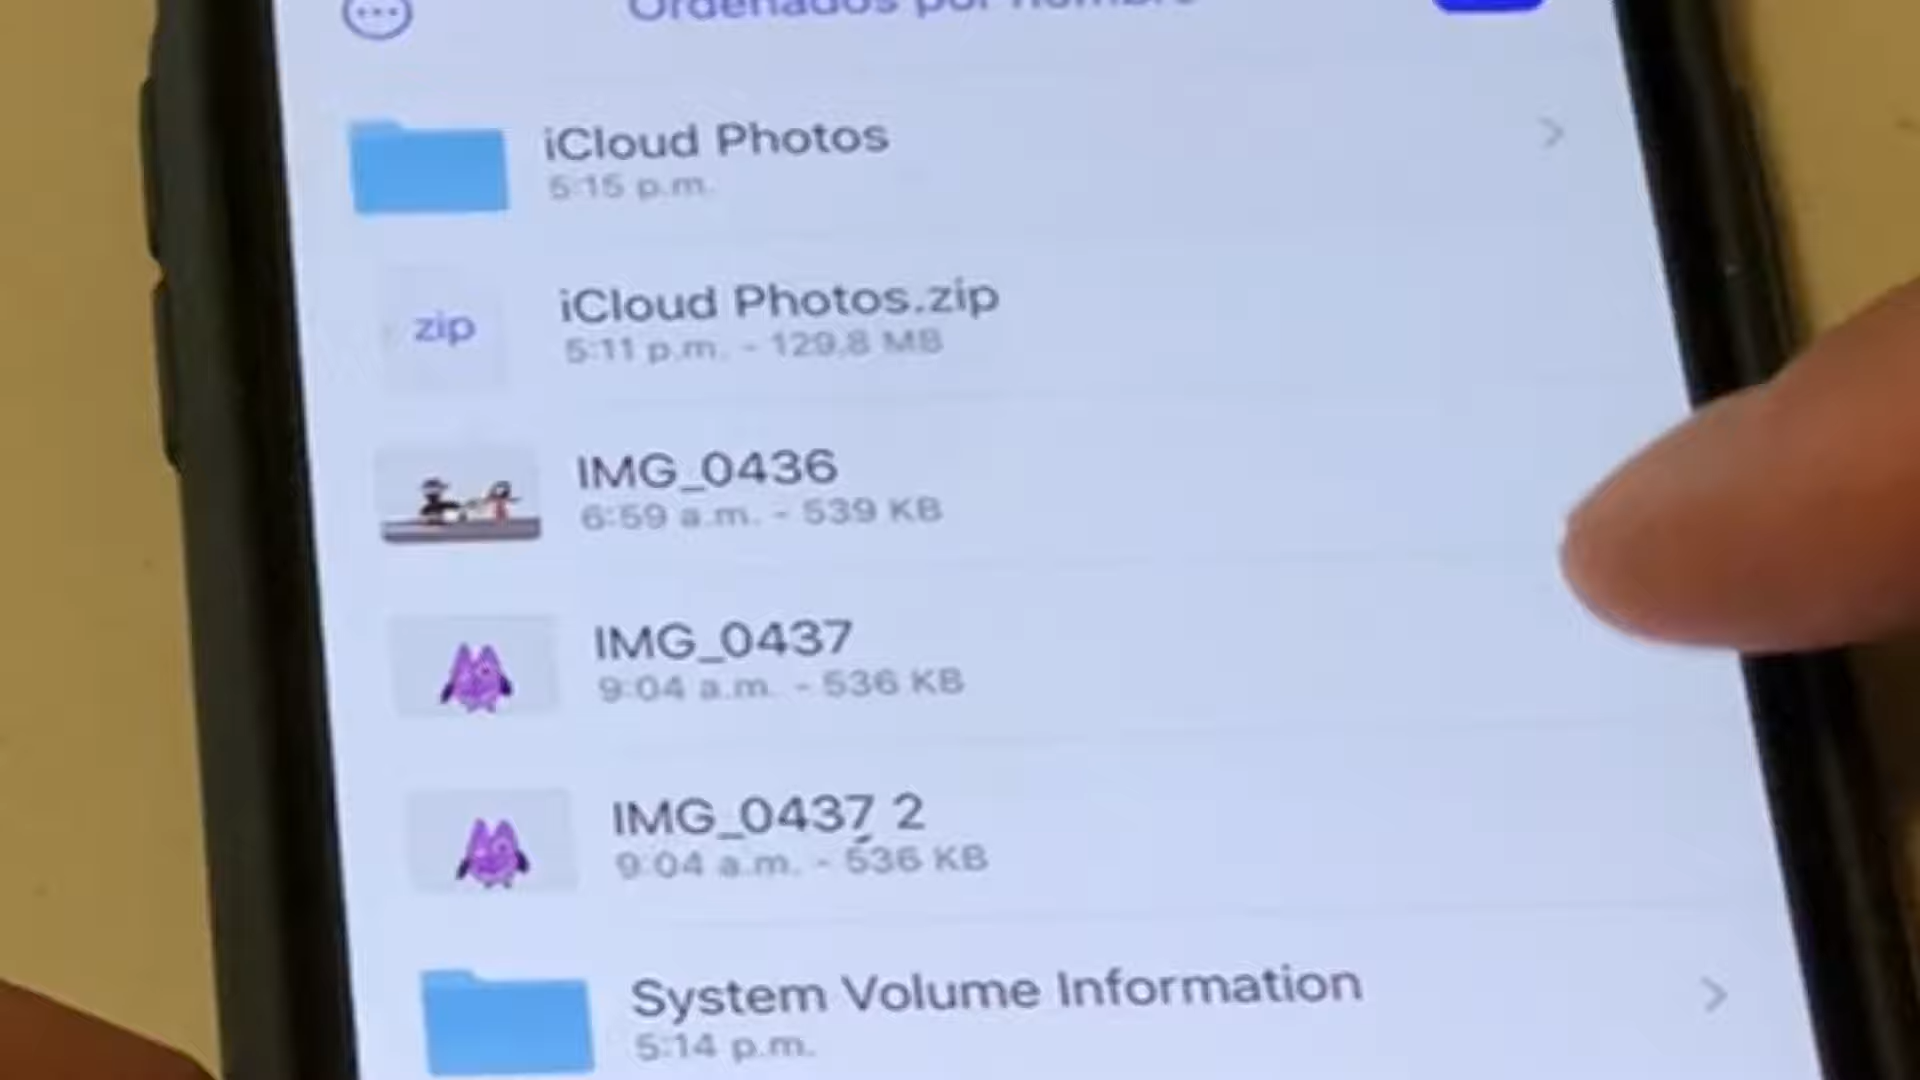 Ordenados por nombre
iCloud Photos
5:15 p.m.
zip
iCloud Photos.zip
5:11 p.m. - 129,8 MB
IMG_0436
6:59 a.m. - 539 KB
IMG_0437
9:04 a.m. - 536 KB
IMG_0437 2
9:04 a.m. - 536 KB
System Volume Information
5:14 p.m.